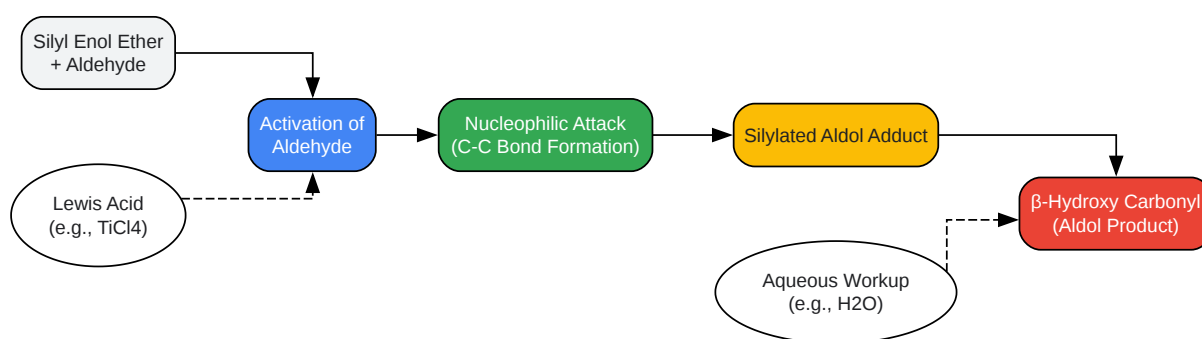 Silyl Enol Ether
+ Aldehyde
Activation of
Aldehyde
Nucleophilic Attack
(C-C Bond Formation)
Silylated Aldol Adduct
Lewis Acid
(e.g., TiCl4)
β-Hydroxy Carbonyl
(Aldol Product)
Aqueous Workup
(e.g., H2O)